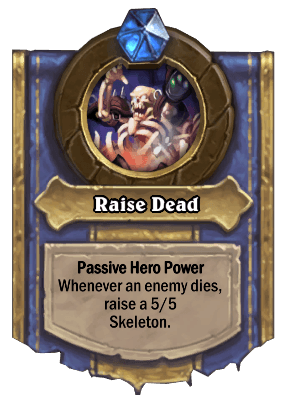 Raise Dead
Passive Hero Power
Whenever an enemy dies,
raise a 5/5
Skeleton.